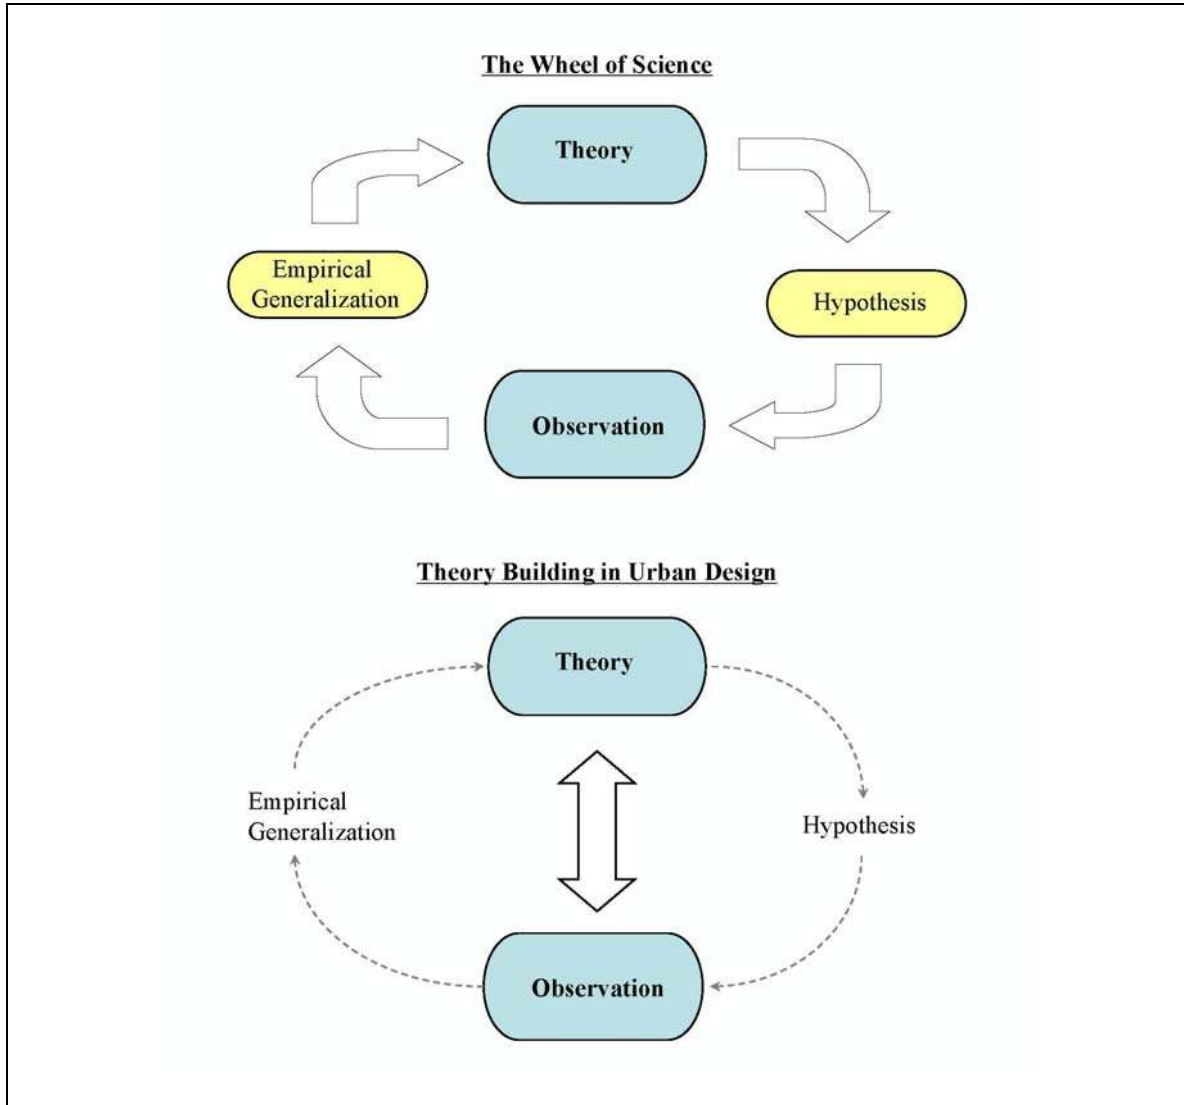 The Wheel of Science
Theory
Empirical
Generalization
Hypothesis
Observation
Theory Building in Urban Design
Theory
Empirical
Generalization
Hypothesis
Observation